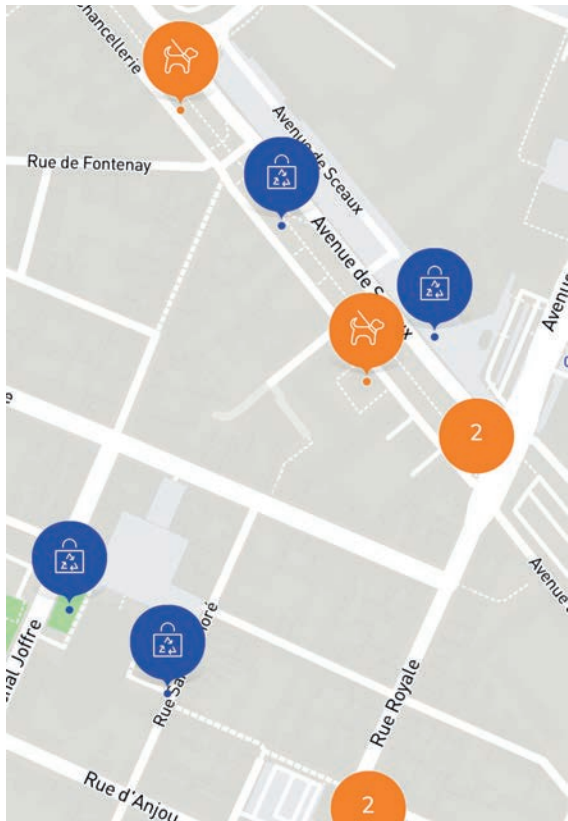 Chancellerie
Avenue de Sceaux
Rue de Fontenay
Avenue de S
x
Avenue
2
Avenue
Joffre
Rue Sa
oré
Rue Royale
Rue d'Anjou
2